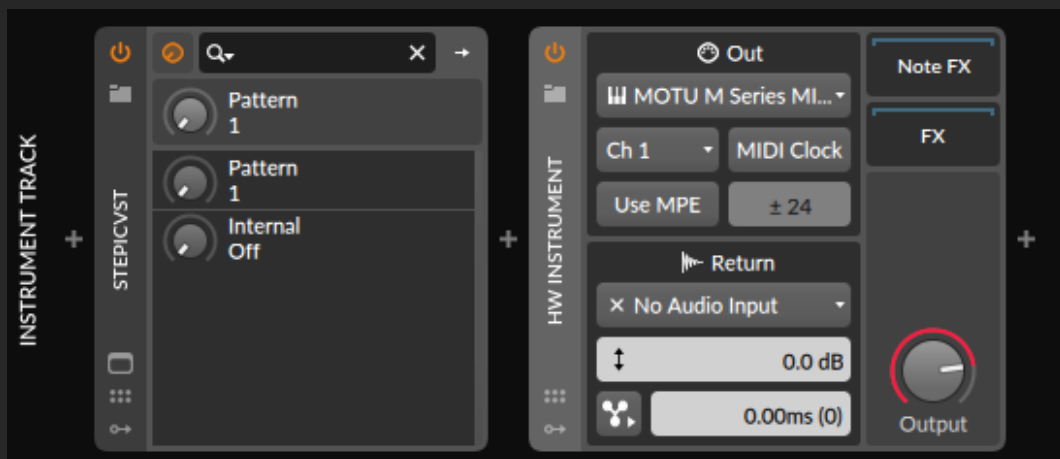 INSTRUMENT TRACK
STEPICVST
Pattern
1
Pattern
1
Internal
Off
HW INSTRUMENT
Out
MOTU M Series MI...
Ch 1
MIDI Clock
Use MPE
± 24
Return
No Audio Input
0.0 dB
0.00ms (0)
Note FX
FX
Output